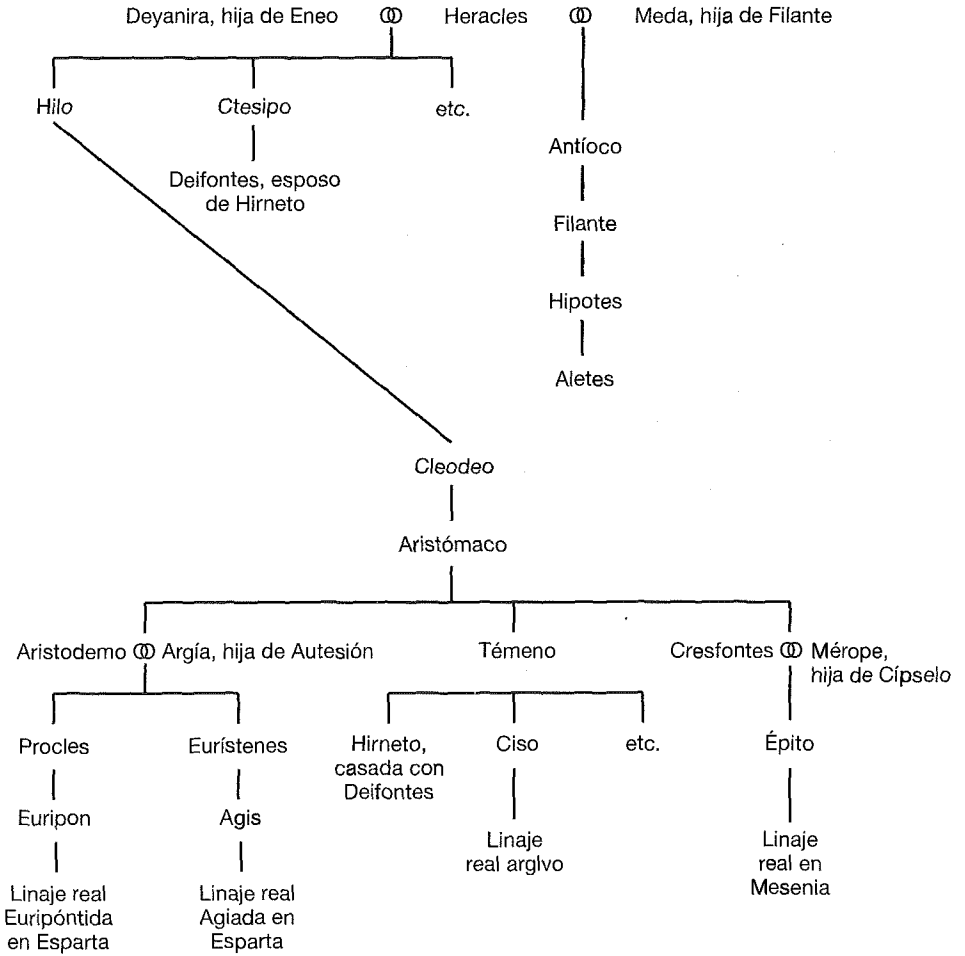 Deyanira, hija de Eneo ⚭ Heracles ⚭ Meda, hija de Filante
Hilo
Ctesipo
etc.
Deifontes, esposo
de Hirneto
Antíoco
Filante
Hipotes
Aletes
Cleodeo
Aristómaco
Aristodemo ⚭ Argía, hija de Autesión
Témeno
Cresfontes ⚭ Mérope,
hija de Cípselo
Procles
Eurístenes
Hirneto,
casada con
Deifontes
Ciso
etc.
Épito
Euripon
Agis
Linaje
real argivo
Linaje
real en
Mesenia
Linaje real
Euripóntida
en Esparta
Linaje real
Agiada en
Esparta